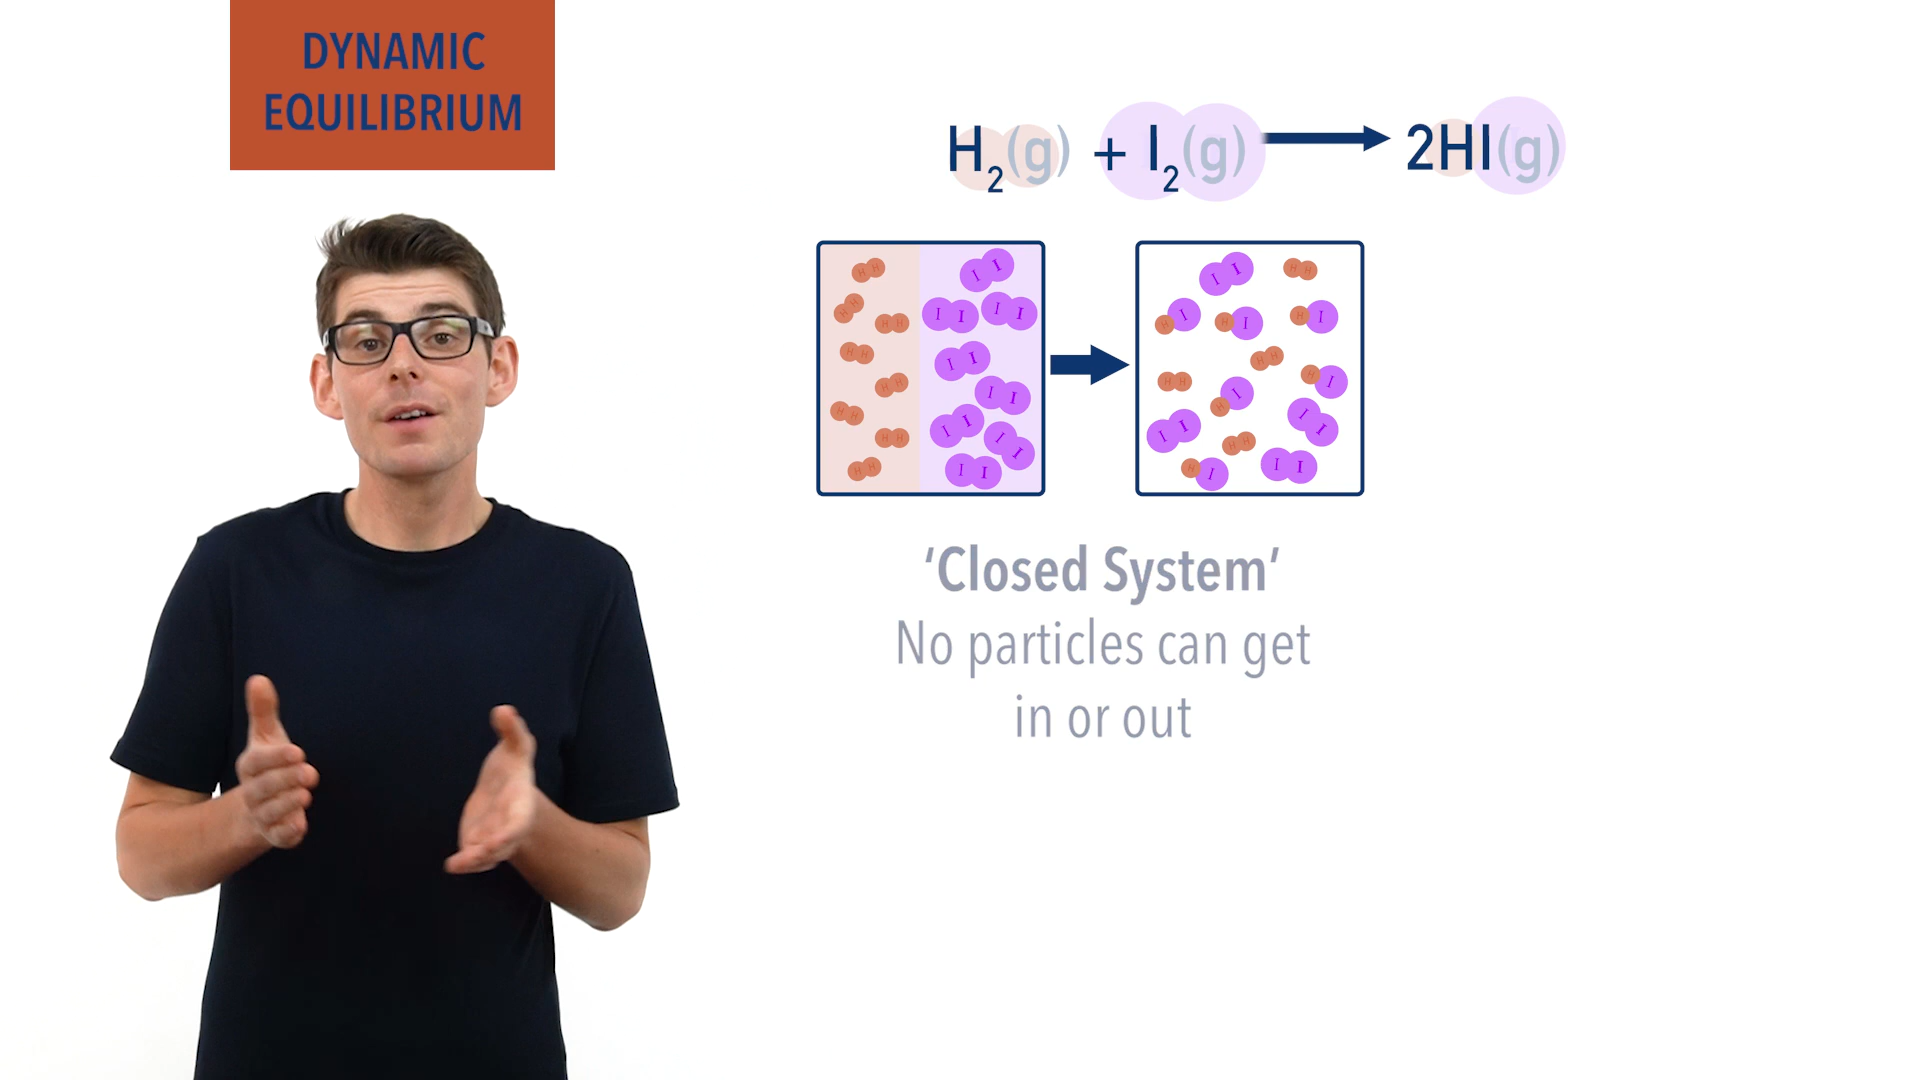 DYNAMIC
EQUILIBRIUM
H₂(g) + I₂(g) → 2HI(g)
'Closed System'
No particles can get
in or out